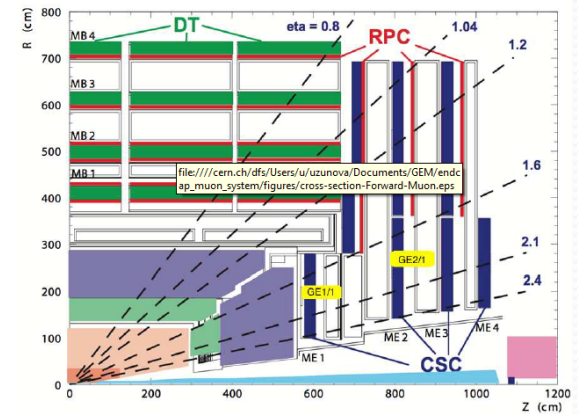 R (cm)
800
700
600
500
400
300
200
100
0
MB 4
MB 3
MB 2
MB 1
DT
eta = 0.8
1.04
RPC
1.2
1.6
2.1
2.4
file:////cern.ch/dfs/Users/u/uzunova/Documents/GEM/endc
ap_muon_system/figures/cross-section-Forward-Muon.eps
GE1/1
GE2/1
ME 1
ME 2
ME 3
ME 4
CSC
0
200
400
600
800
1000
1200
Z (cm)